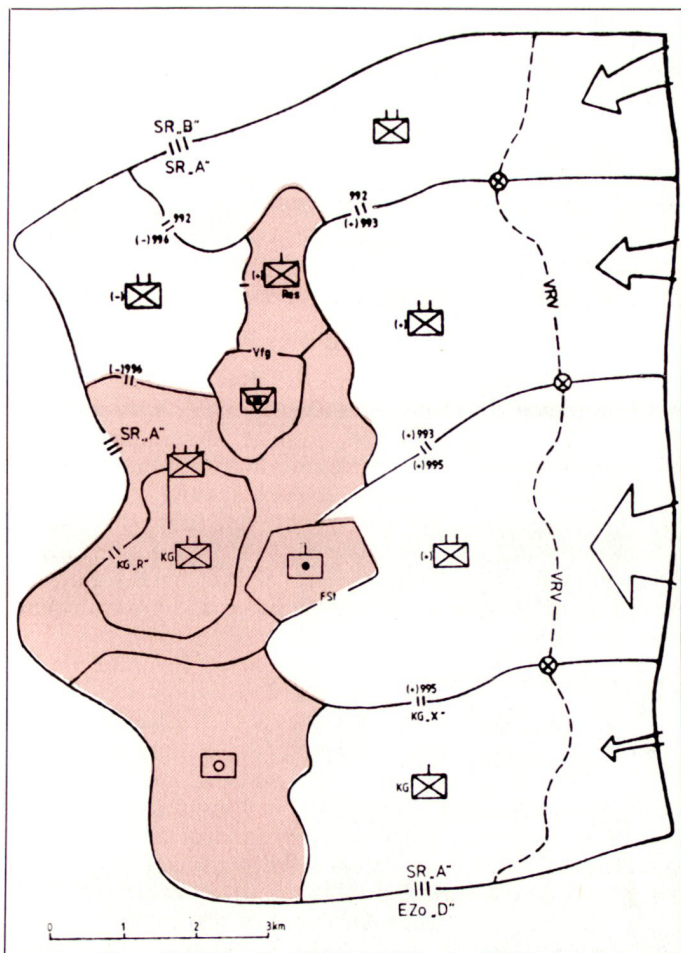 SR„B"
SR„A"
992
(–)996
992
(+)993
(+)
Res
(–)
(+)
VRV
Vfg
(–)996
SR„A"
(+)993
(+)995
KG„R"
KG
(+)
VRV
FSt
(+)995
KG„X"
KG
SR„A"
EZo„D"
0 1 2 3km